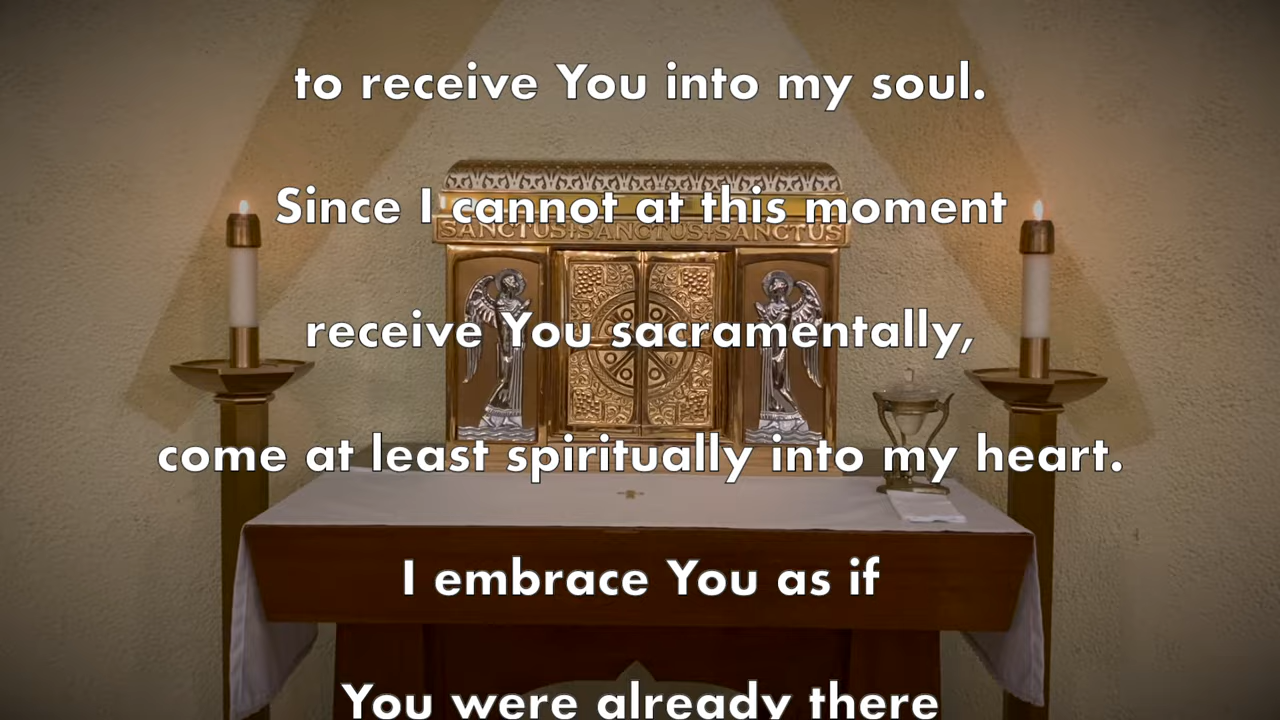 to receive You into my soul.
Since I cannot at this moment
SANCTUS+SANCTUS+SANCTUS
receive You sacramentally,
come at least spiritually into my heart.
I embrace You as if
You were already there